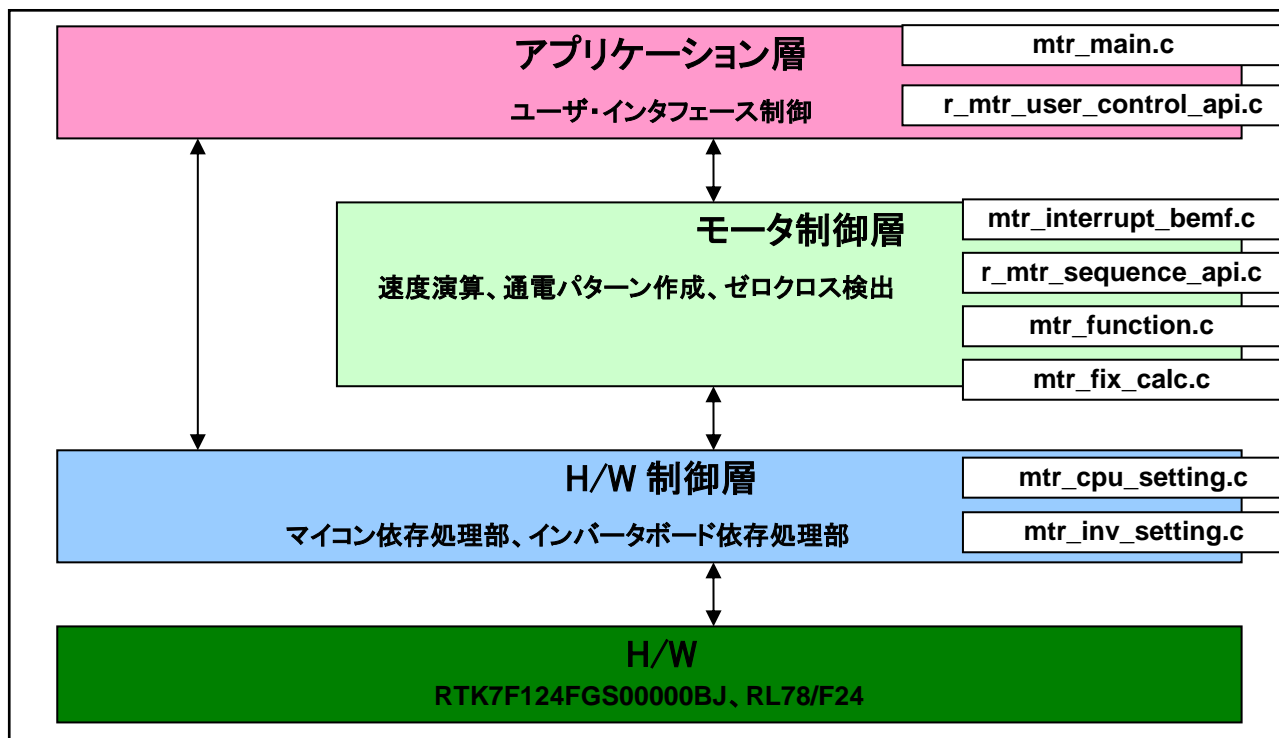 アプリケーション層
mtr_main.c
ユーザ・インタフェース制御
r_mtr_user_control_api.c
モータ制御層
mtr_interrupt_bemf.c
速度演算、通電パターン作成、ゼロクロス検出
r_mtr_sequence_api.c
mtr_function.c
mtr_fix_calc.c
H/W 制御層
mtr_cpu_setting.c
マイコン依存処理部、インバータボード依存処理部
mtr_inv_setting.c
H/W
RTK7F124FGS00000BJ、RL78/F24